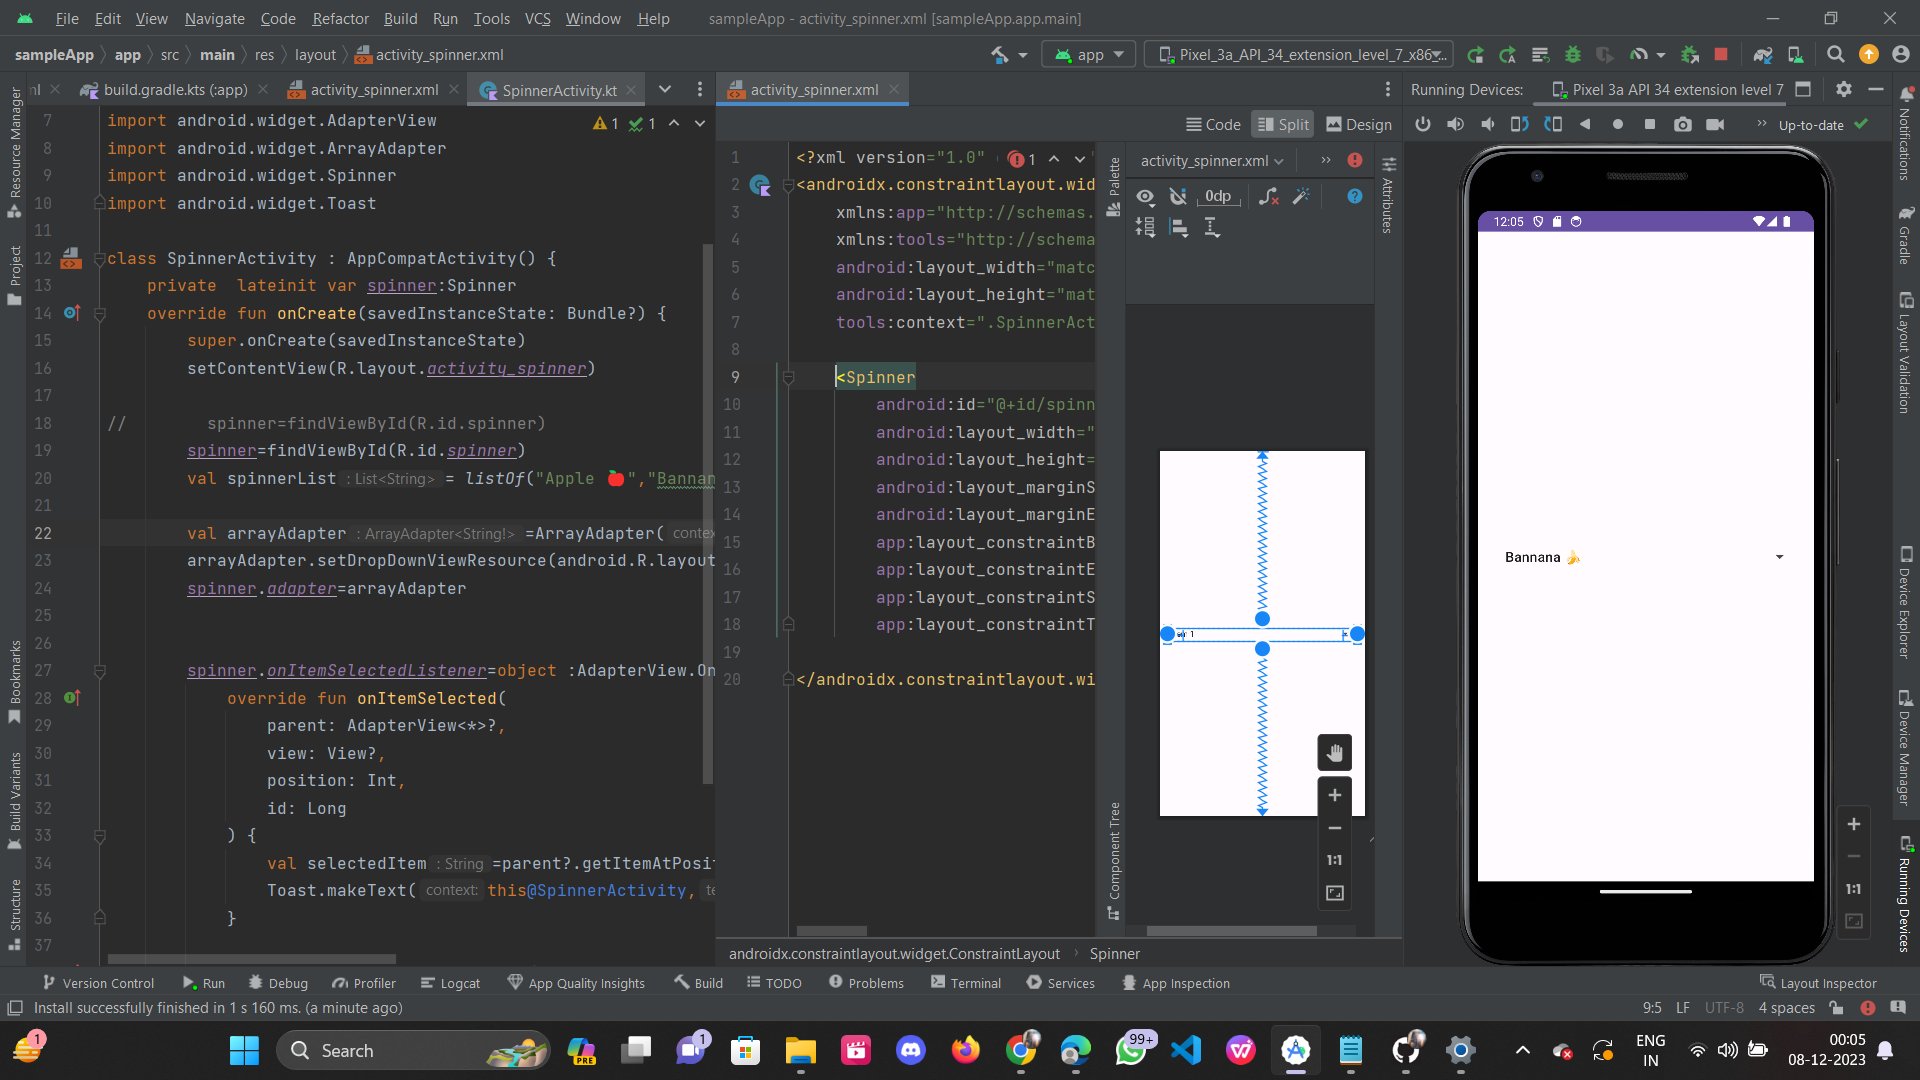 File Edit View Navigate Code Refactor Build Run Tools VCS Window Help sampleApp - activity_spinner.xml [sampleApp.app.main]
sampleApp app src main res layout activity_spinner.xml app Pixel_3a_API_34_extension_level_7_x86...
build.gradle.kts (:app) activity_spinner.xml SpinnerActivity.kt
7 import android.widget.AdapterView 1 1
8 import android.widget.ArrayAdapter
9 import android.widget.Spinner
10 import android.widget.Toast
11
12 class SpinnerActivity : AppCompatActivity() {
13 private lateinit var spinner:Spinner
14 override fun onCreate(savedInstanceState: Bundle?) {
15 super.onCreate(savedInstanceState)
16 setContentView(R.layout.activity_spinner)
17
18 // spinner=findViewById(R.id.spinner)
19 spinner=findViewById(R.id.spinner)
20 val spinnerList : List<String> = listOf("Apple 🍎","Bannan
21
22 val arrayAdapter : ArrayAdapter<String!> =ArrayAdapter( contex
23 arrayAdapter.setDropDownViewResource(android.R.layout
24 spinner.adapter=arrayAdapter
25
26
27 spinner.onItemSelectedListener=object :AdapterView.On
28 override fun onItemSelected(
29 parent: AdapterView<*>?,
30 view: View?,
31 position: Int,
32 id: Long
33 ) {
34 val selectedItem : String =parent?.getItemAtPosit
35 Toast.makeText( context: this@SpinnerActivity, te
36 }
37
activity_spinner.xml
Code Split Design
1 <?xml version="1.0" 1
2 <androidx.constraintlayout.wid
3 xmlns:app="http://schemas.
4 xmlns:tools="http://schema
5 android:layout_width="matc
6 android:layout_height="mat
7 tools:context=".SpinnerAct
8
9 <Spinner
10 android:id="@+id/spinn
11 android:layout_width="
12 android:layout_height=
13 android:layout_marginS
14 android:layout_marginE
15 app:layout_constraintB
16 app:layout_constraintE
17 app:layout_constraintS
18 app:layout_constraintT
19
20 </androidx.constraintlayout.wi
androidx.constraintlayout.widget.ConstraintLayout Spinner
Palette
Component Tree
activity_spinner.xml
0dp
1:1
Attributes
Running Devices: Pixel 3a API 34 extension level 7
Up-to-date
12:05
Bannana 🍌
1:1
Resource Manager
Project
Bookmarks
Build Variants
Structure
Notifications
Gradle
Layout Validation
Device Explorer
Device Manager
Running Devices
Version Control Run Debug Profiler Logcat App Quality Insights Build TODO Problems Terminal Services App Inspection Layout Inspector
Install successfully finished in 1 s 160 ms. (a minute ago) 9:5 LF UTF-8 4 spaces
1 Search PRE 1 99+ ENG 00:05
IN 08-12-2023